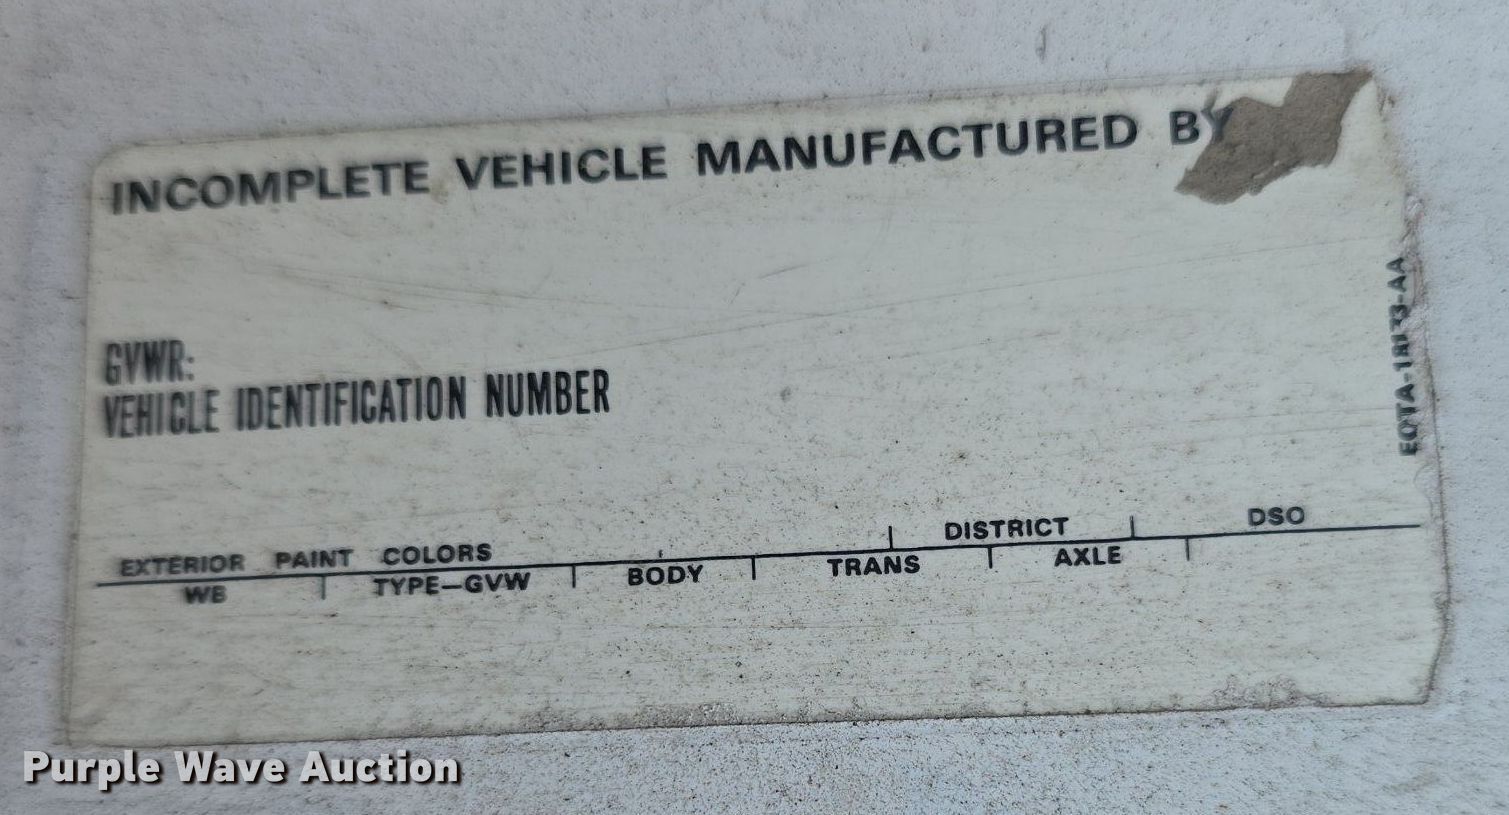 INCOMPLETE VEHICLE MANUFACTURED BY
GVWR:
VEHICLE IDENTIFICATION NUMBER
EXTERIOR PAINT COLORS DISTRICT DSO
WB TYPE-GVW BODY TRANS AXLE
Purple Wave Auction